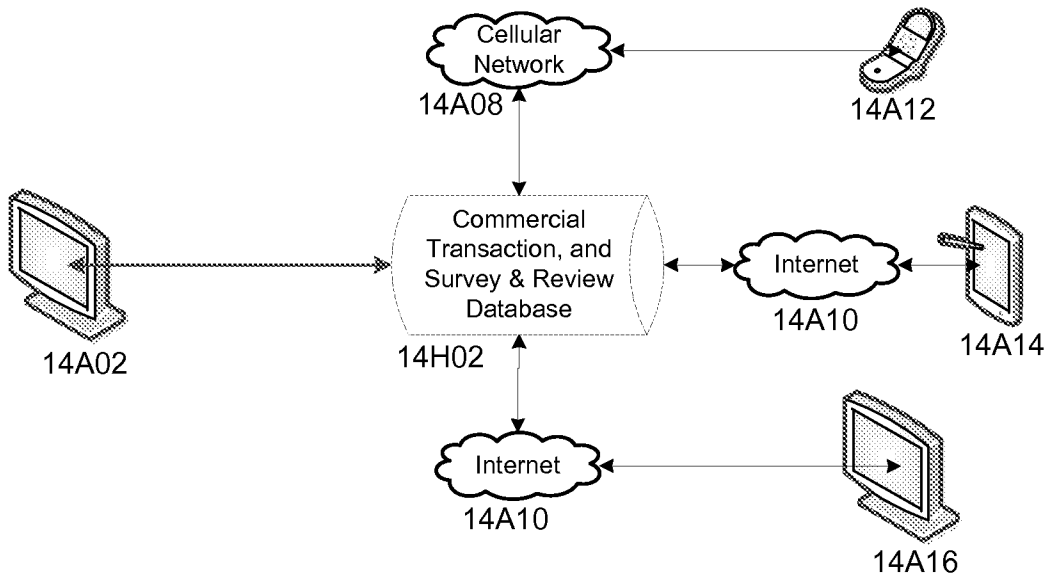 Cellular
Network
14A08
14A12
Commercial
Transaction, and
Survey & Review
Database
14H02
14A02
Internet
14A10
14A14
Internet
14A10
14A16